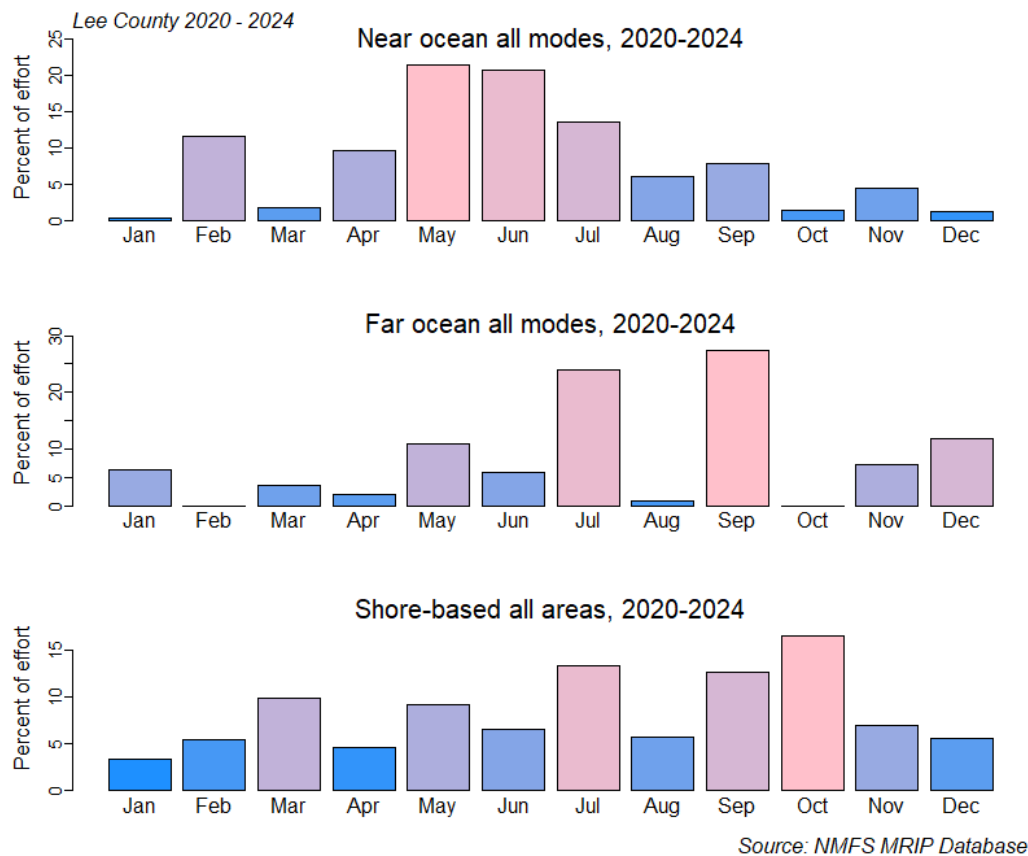 Lee County 2020 - 2024
Near ocean all modes, 2020-2024
Percent of effort
25
20
15
10
5
0
Jan Feb Mar Apr May Jun Jul Aug Sep Oct Nov Dec
Far ocean all modes, 2020-2024
Percent of effort
30
20
10
5
0
Jan Feb Mar Apr May Jun Jul Aug Sep Oct Nov Dec
Shore-based all areas, 2020-2024
Percent of effort
15
10
5
0
Jan Feb Mar Apr May Jun Jul Aug Sep Oct Nov Dec
Source: NMFS MRIP Database